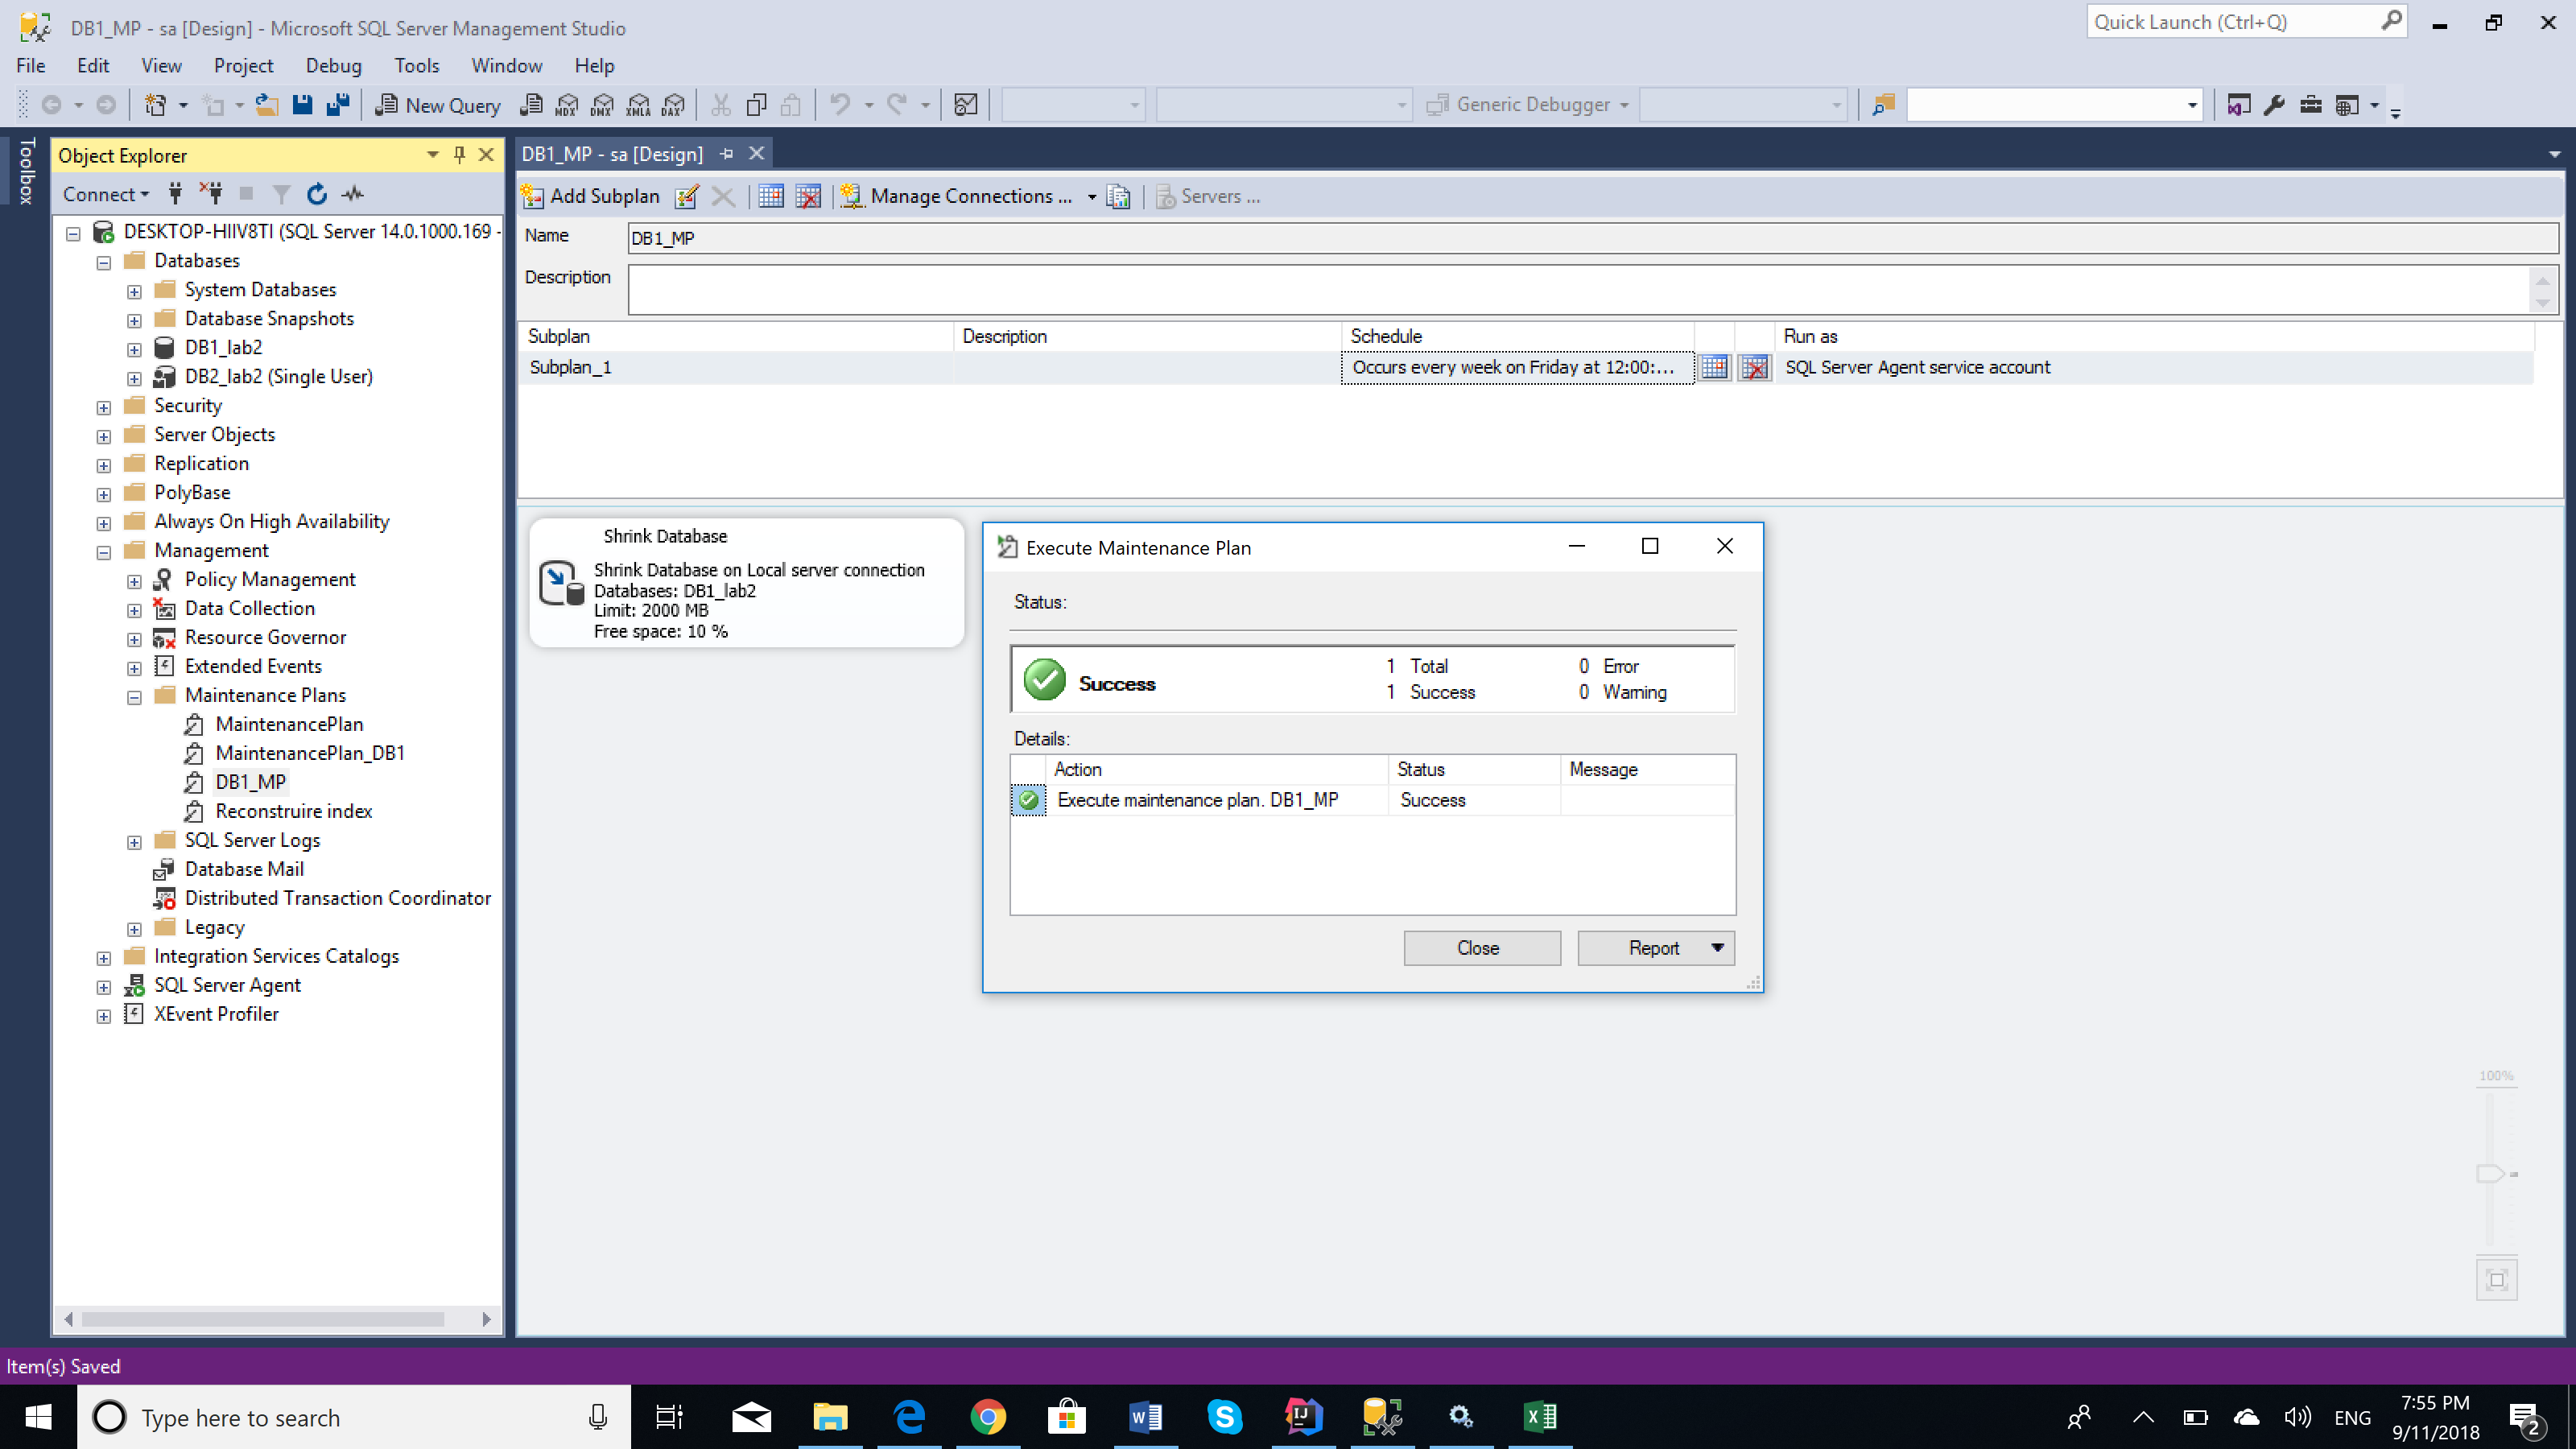 DB1_MP - sa [Design] - Microsoft SQL Server Management Studio
Quick Launch (Ctrl+Q)
File Edit View Project Debug Tools Window Help
New Query MDX DMX XMLA DAX Generic Debugger
Toolbox
Object Explorer
DB1_MP - sa [Design]
Connect
Add Subplan Manage Connections ... Servers ...
DESKTOP-HIIV8TI (SQL Server 14.0.1000.169 -
Databases
System Databases
Database Snapshots
DB1_lab2
DB2_lab2 (Single User)
Security
Server Objects
Replication
PolyBase
Always On High Availability
Management
Policy Management
Data Collection
Resource Governor
Extended Events
Maintenance Plans
MaintenancePlan
MaintenancePlan_DB1
DB1_MP
Reconstruire index
SQL Server Logs
Database Mail
Distributed Transaction Coordinator
Legacy
Integration Services Catalogs
SQL Server Agent
XEvent Profiler
Name DB1_MP
Description
Subplan Description Schedule Run as
Subplan_1 Occurs every week on Friday at 12:00:... SQL Server Agent service account
Shrink Database
Shrink Database on Local server connection
Databases: DB1_lab2
Limit: 2000 MB
Free space: 10 %
Execute Maintenance Plan
Status:
Success
1 Total 0 Error
1 Success 0 Warning
Details:
Action Status Message
Execute maintenance plan. DB1_MP Success
Close Report
100%
Item(s) Saved
Type here to search
ENG
7:55 PM
9/11/2018
2